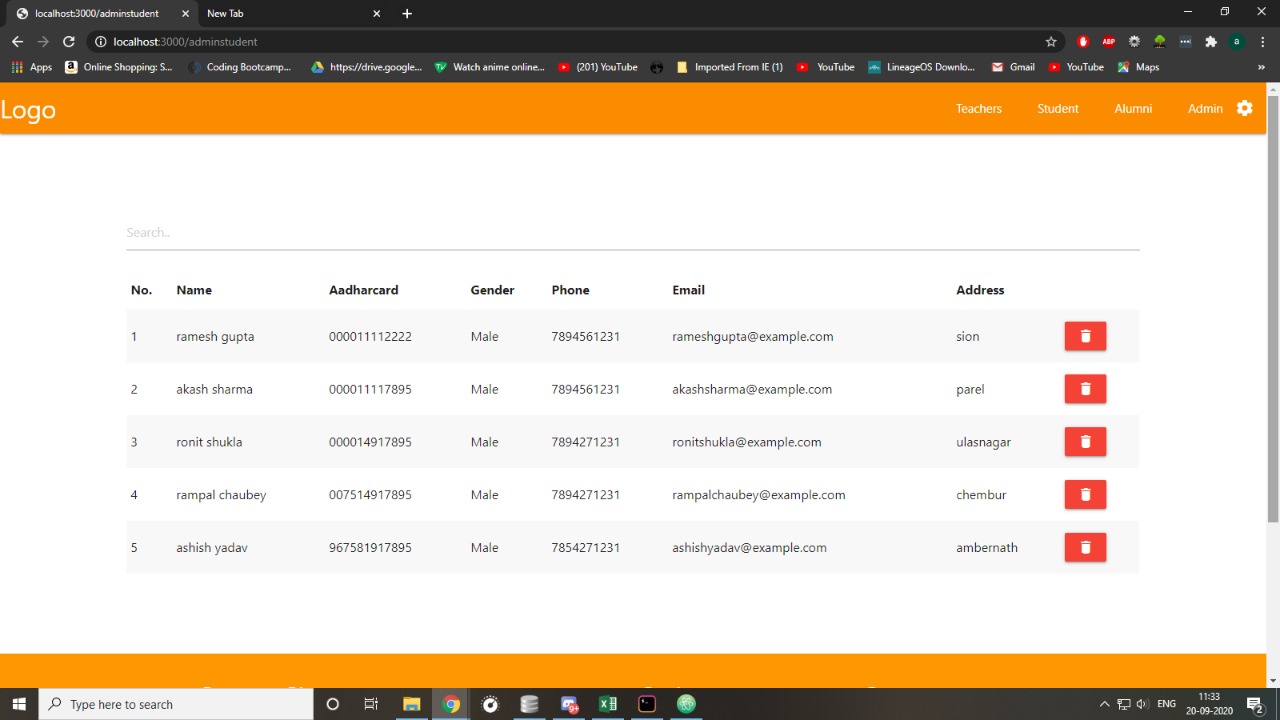 localhost:3000/adminstudent
New Tab
localhost:3000/adminstudent
Apps
Online Shopping: S...
Coding Bootcamp...
https://drive.google...
Watch anime online...
(201) YouTube
Imported From IE (1)
YouTube
LineageOS Downlo...
Gmail
YouTube
Maps
»
Logo
Teachers Student Alumni Admin
Search..
No. Name Aadharcard Gender Phone Email Address
1 ramesh gupta 000011112222 Male 7894561231 rameshgupta@example.com sion
2 akash sharma 000011117895 Male 7894561231 akashsharma@example.com parel
3 ronit shukla 000014917895 Male 7894271231 ronitshukla@example.com ulasnagar
4 rampal chaubey 007514917895 Male 7894271231 rampalchaubey@example.com chembur
5 ashish yadav 967581917895 Male 7854271231 ashishyadav@example.com ambernath
Type here to search
ENG
11:33
20-09-2020